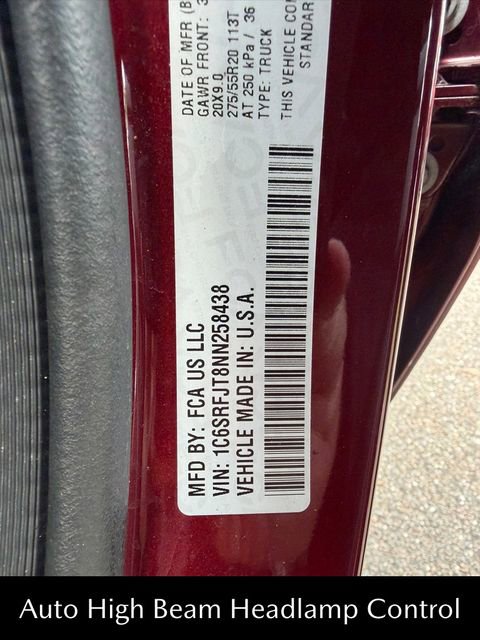 DATE OF MFR
GAWR FRONT:
20X9.0
275/55R20 113T
AT 250 kPa / 36
TYPE: TRUCK
THIS VEHICLE
STANDAR
MFD BY: FCA US LLC
VIN: 1C6SRFJT8NN258438
VEHICLE MADE IN: U.S.A.
Auto High Beam Headlamp Control